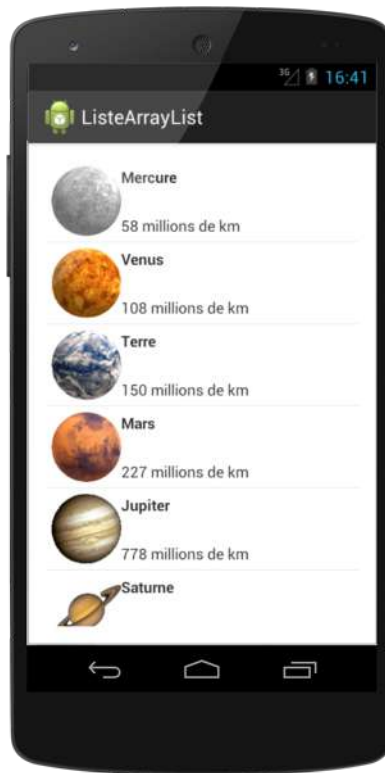 3G 16:41
ListeArrayList
Mercure
58 millions de km
Venus
108 millions de km
Terre
150 millions de km
Mars
227 millions de km
Jupiter
778 millions de km
Saturne